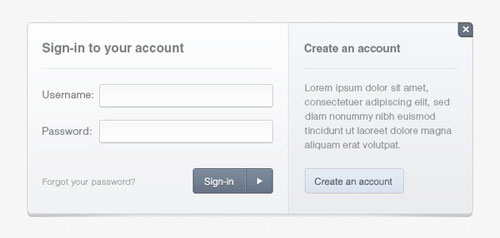 Sign-in to your account
Username:
Password:
Forgot your password?
Sign-in
Create an account
Lorem ipsum dolor sit amet,
consectetuer adipiscing elit, sed
diam nonummy nibh euismod
tincidunt ut laoreet dolore magna
aliquam erat volutpat.
Create an account